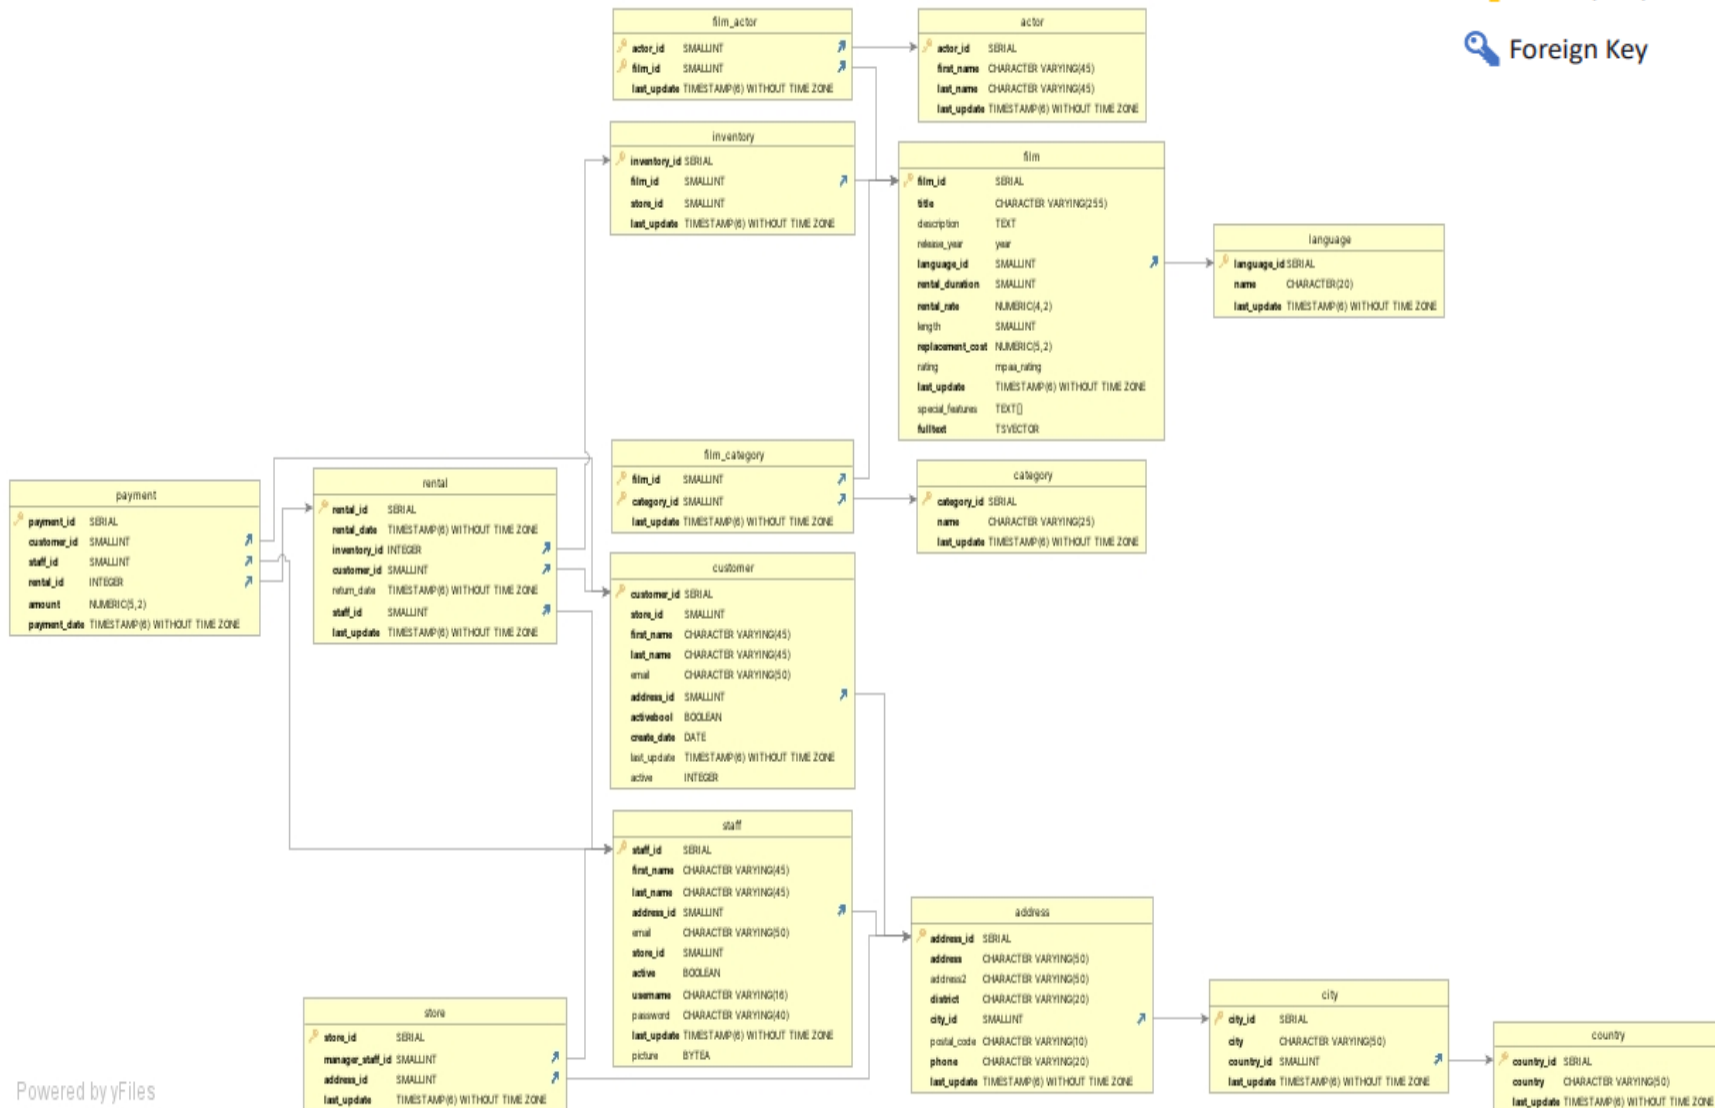 film_actor
actor_id SMALLINT
film_id SMALLINT
last_update TIMESTAMP(6) WITHOUT TIME ZONE
actor
actor_id SERIAL
first_name CHARACTER VARYING(45)
last_name CHARACTER VARYING(45)
last_update TIMESTAMP(6) WITHOUT TIME ZONE
Foreign Key
inventory
inventory_id SERIAL
film_id SMALLINT
store_id SMALLINT
last_update TIMESTAMP(6) WITHOUT TIME ZONE
film
film_id SERIAL
title CHARACTER VARYING(255)
description TEXT
release_year year
language_id SMALLINT
rental_duration SMALLINT
rental_rate NUMERIC(4,2)
length SMALLINT
replacement_cost NUMERIC(5,2)
rating mpaa_rating
last_update TIMESTAMP(6) WITHOUT TIME ZONE
special_features TEXT[]
fulltext TSVECTOR
language
language_id SERIAL
name CHARACTER(20)
last_update TIMESTAMP(6) WITHOUT TIME ZONE
film_category
film_id SMALLINT
category_id SMALLINT
last_update TIMESTAMP(6) WITHOUT TIME ZONE
category
category_id SERIAL
name CHARACTER VARYING(25)
last_update TIMESTAMP(6) WITHOUT TIME ZONE
payment
payment_id SERIAL
customer_id SMALLINT
staff_id SMALLINT
rental_id INTEGER
amount NUMERIC(5,2)
payment_date TIMESTAMP(6) WITHOUT TIME ZONE
rental
rental_id SERIAL
rental_date TIMESTAMP(6) WITHOUT TIME ZONE
inventory_id INTEGER
customer_id SMALLINT
return_date TIMESTAMP(6) WITHOUT TIME ZONE
staff_id SMALLINT
last_update TIMESTAMP(6) WITHOUT TIME ZONE
customer
customer_id SERIAL
store_id SMALLINT
first_name CHARACTER VARYING(45)
last_name CHARACTER VARYING(45)
email CHARACTER VARYING(50)
address_id SMALLINT
activebool BOOLEAN
create_date DATE
last_update TIMESTAMP(6) WITHOUT TIME ZONE
active INTEGER
staff
staff_id SERIAL
first_name CHARACTER VARYING(45)
last_name CHARACTER VARYING(45)
address_id SMALLINT
email CHARACTER VARYING(50)
store_id SMALLINT
active BOOLEAN
username CHARACTER VARYING(16)
password CHARACTER VARYING(40)
last_update TIMESTAMP(6) WITHOUT TIME ZONE
picture BYTEA
store
store_id SERIAL
manager_staff_id SMALLINT
address_id SMALLINT
last_update TIMESTAMP(6) WITHOUT TIME ZONE
address
address_id SERIAL
address CHARACTER VARYING(50)
address2 CHARACTER VARYING(50)
district CHARACTER VARYING(20)
city_id SMALLINT
postal_code CHARACTER VARYING(10)
phone CHARACTER VARYING(20)
last_update TIMESTAMP(6) WITHOUT TIME ZONE
city
city_id SERIAL
city CHARACTER VARYING(50)
country_id SMALLINT
last_update TIMESTAMP(6) WITHOUT TIME ZONE
country
country_id SERIAL
country CHARACTER VARYING(50)
last_update TIMESTAMP(6) WITHOUT TIME ZONE
Powered by yFiles